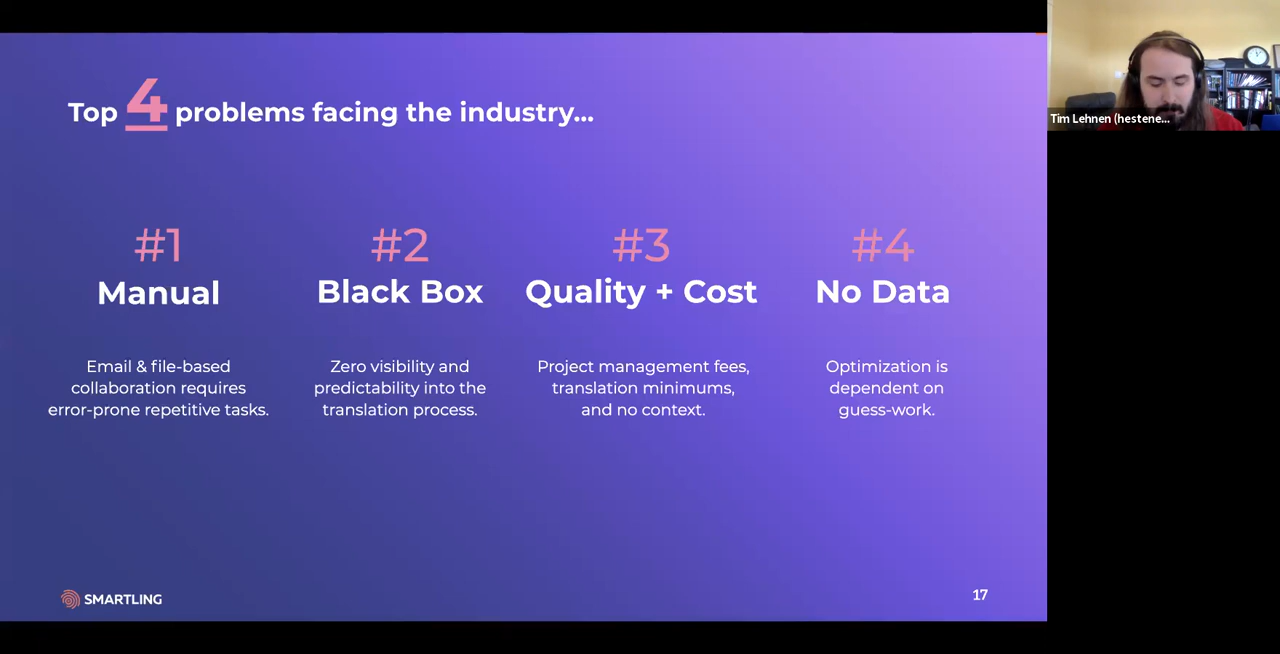 Top 4 problems facing the industry...
#1
Manual
Email & file-based
collaboration requires
error-prone repetitive tasks.
#2
Black Box
Zero visibility and
predictability into the
translation process.
#3
Quality + Cost
Project management fees,
translation minimums,
and no context.
#4
No Data
Optimization is
dependent on
guess-work.
SMARTLING
17
Tim Lehnen (hestene...